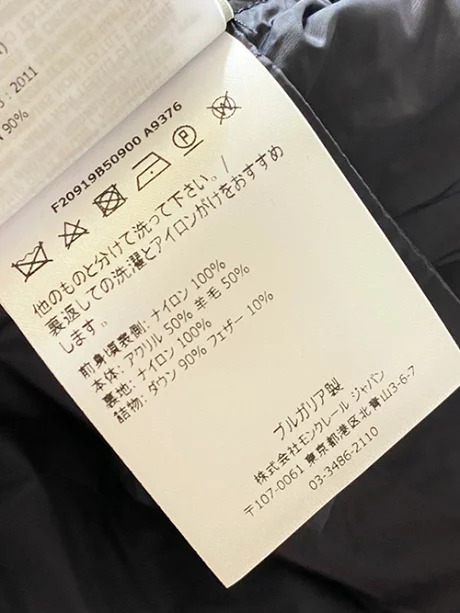 : 2011
90%
F20919B50900 A9376
他のものと分けて洗って下さい。/
裏返しての洗濯とアイロンがけをおすすめ
します。
前身頃表側: ナイロン 100%
本体: アクリル 50% 羊毛 50%
裏地: ナイロン 100%
詰物: ダウン 90% フェザー 10%
ブルガリア製
株式会社モンクレール ジャパン
〒107-0061 東京都港区北青山3-6-7
03-3486-2110